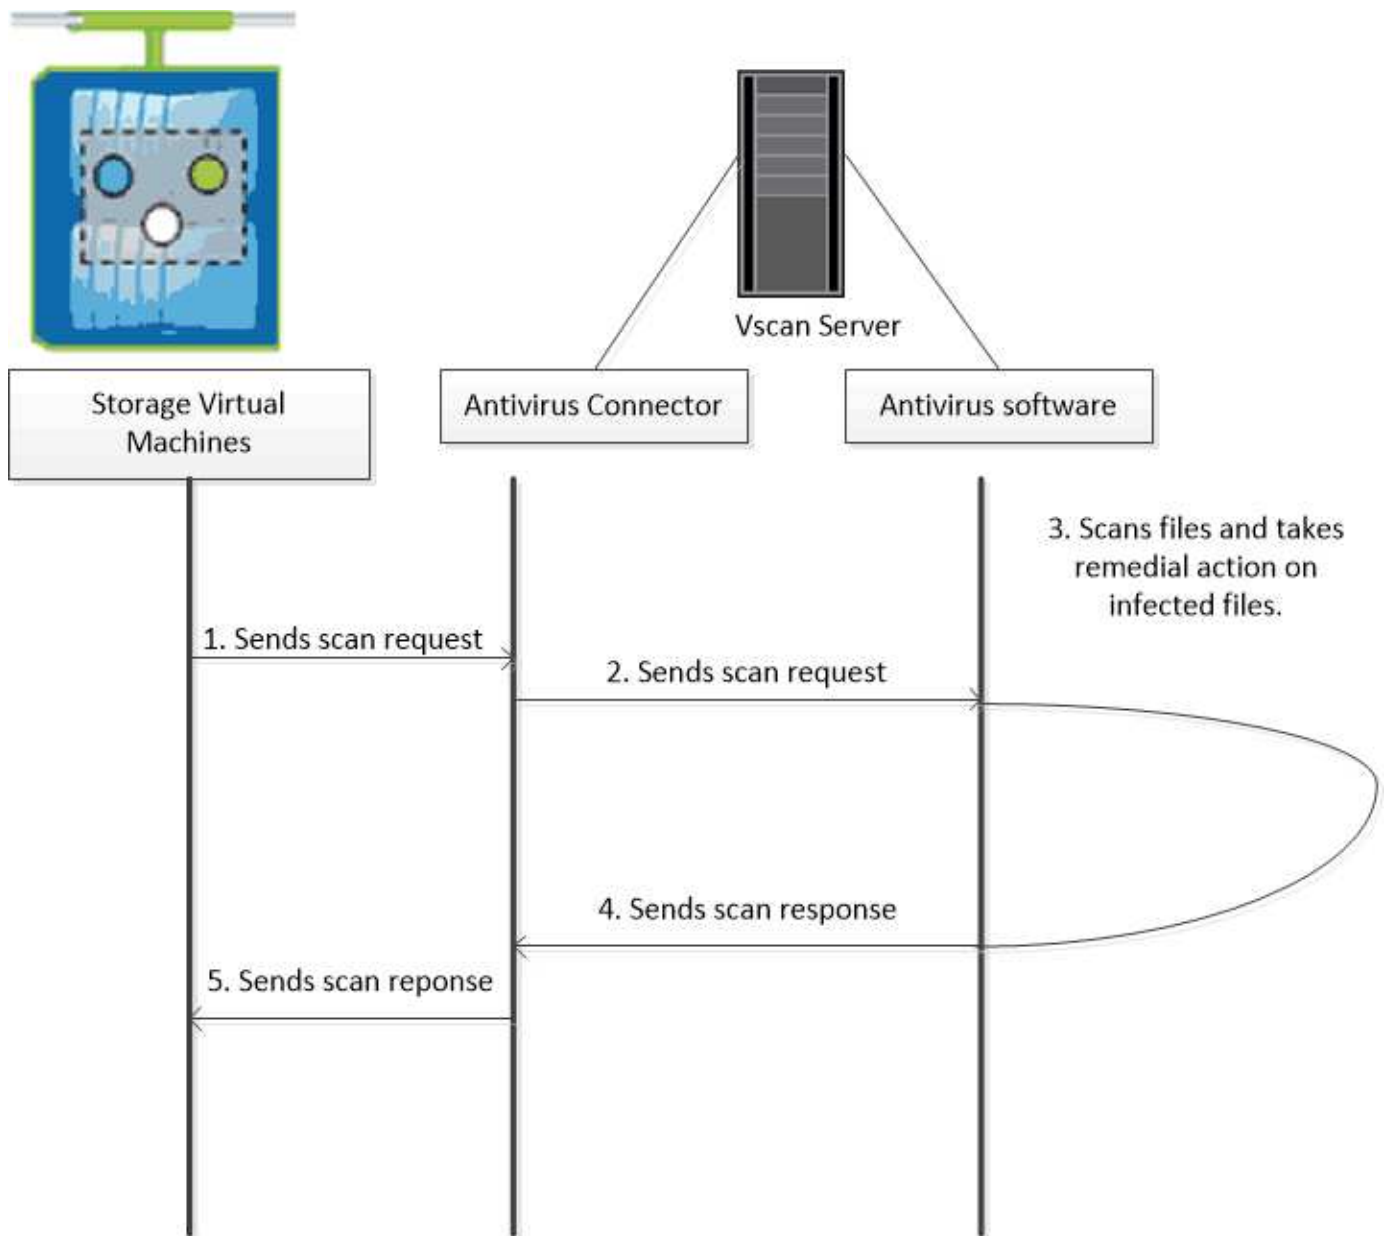 Vscan Server
Storage Virtual
Machines
Antivirus Connector
Antivirus software
3. Scans files and takes
remedial action on
infected files.
1. Sends scan request
2. Sends scan request
4. Sends scan response
5. Sends scan reponse